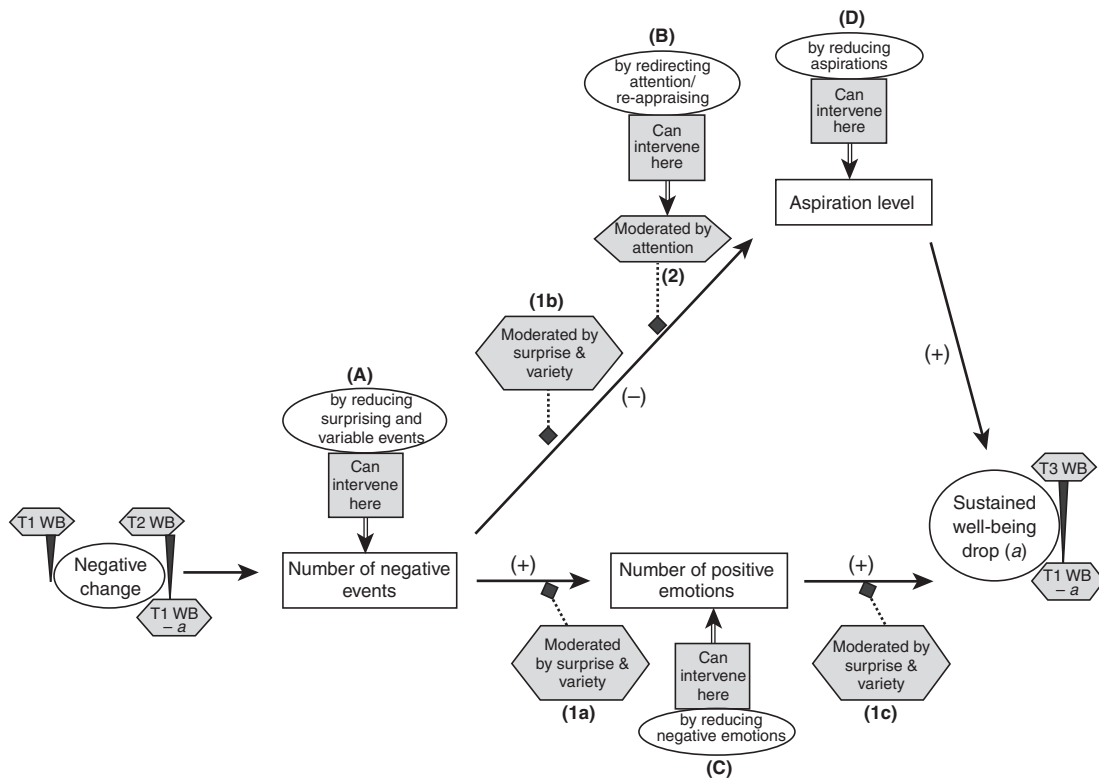 (B)
by redirecting
attention/
re-appraising
Can
intervene
here
Moderated by
attention
(2)
(D)
by reducing
aspirations
Can
intervene
here
Aspiration level
(1b)
Moderated by
surprise &
variety
(–)
(+)
(A)
by reducing
surprising and
variable events
Can
intervene
here
T1 WB
Negative
change
T2 WB
T1 WB
– a
Number of negative
events
(+)
Number of positive
emotions
(+)
Sustained
well-being
drop (a)
T3 WB
T1 WB
– a
Moderated
by surprise &
variety
(1a)
Can
intervene
here
by reducing
negative emotions
(C)
Moderated
by surprise &
variety
(1c)